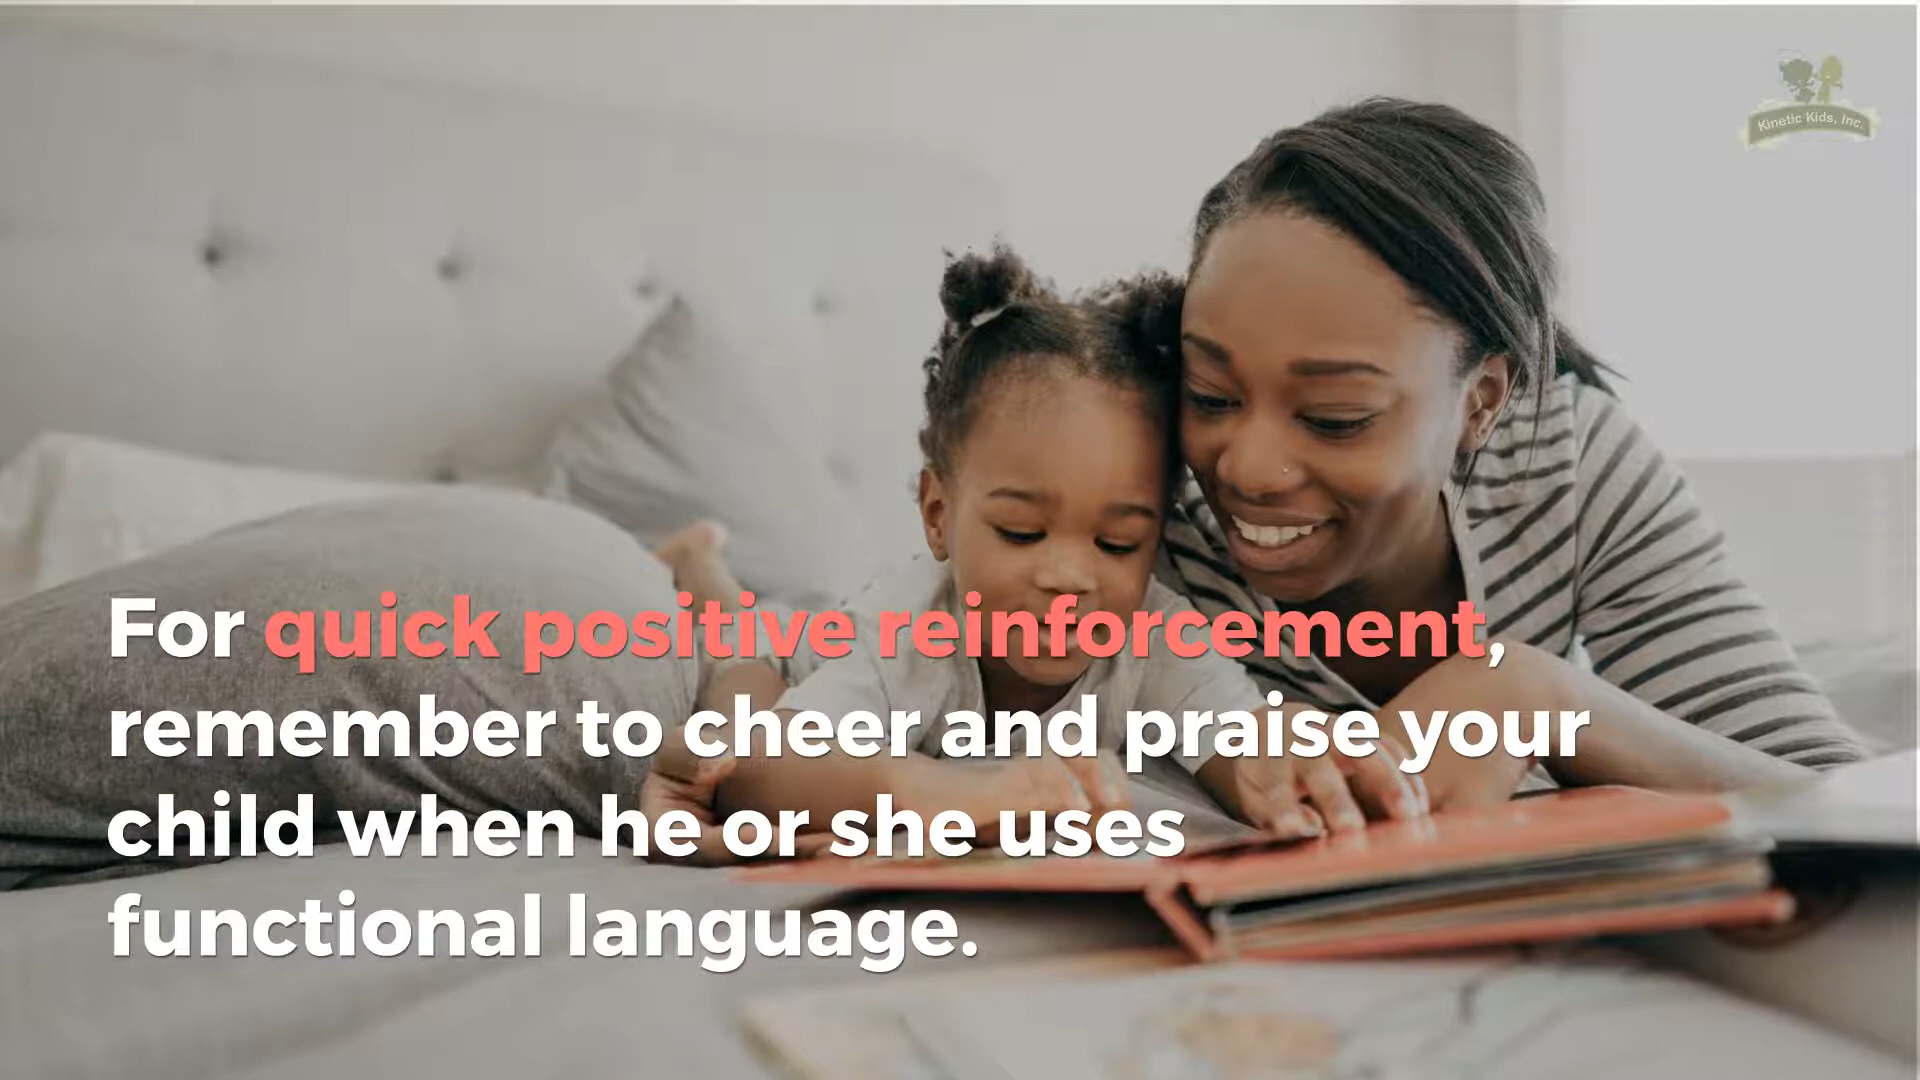 Kinetic Kids, Inc.
For quick positive reinforcement,
remember to cheer and praise your
child when he or she uses
functional language.